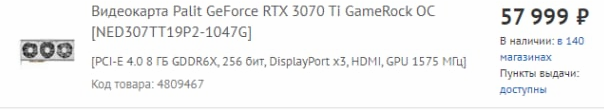 Видеокарта Palit GeForce RTX 3070 Ti GameRock OC
[NED307TT19P2-1047G]
[PCI-E 4.0 8 ГБ GDDR6X, 256 бит, DisplayPort x3, HDMI, GPU 1575 МГц]
Код товара: 4809467
57 999 ₽
В наличии: в 140
магазинах
Пункты выдачи:
доступны